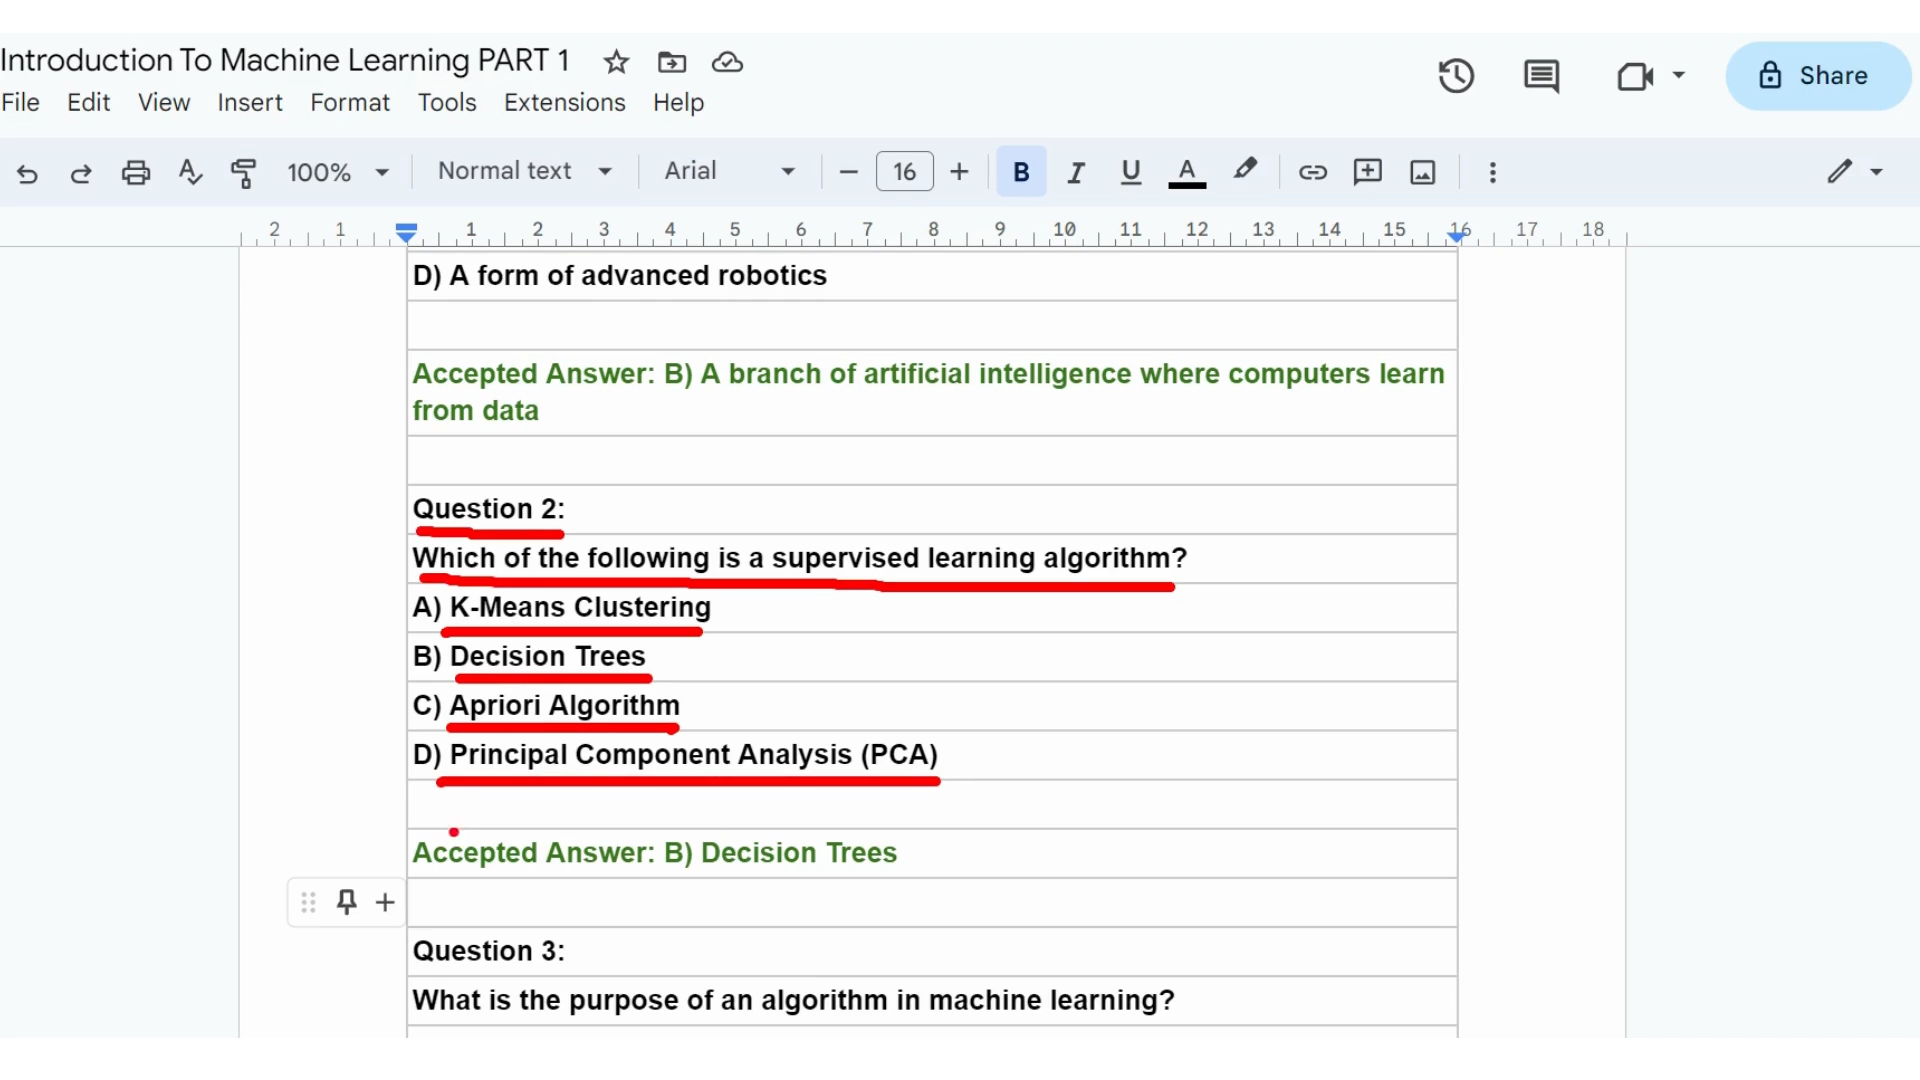 Introduction To Machine Learning PART 1
File Edit View Insert Format Tools Extensions Help
Share
100% Normal text Arial 16 B I U A
2 1 1 2 3 4 5 6 7 8 9 10 11 12 13 14 15 16 17 18
D) A form of advanced robotics
Accepted Answer: B) A branch of artificial intelligence where computers learn
from data
Question 2:
Which of the following is a supervised learning algorithm?
A) K-Means Clustering
B) Decision Trees
C) Apriori Algorithm
D) Principal Component Analysis (PCA)
Accepted Answer: B) Decision Trees
Question 3:
What is the purpose of an algorithm in machine learning?